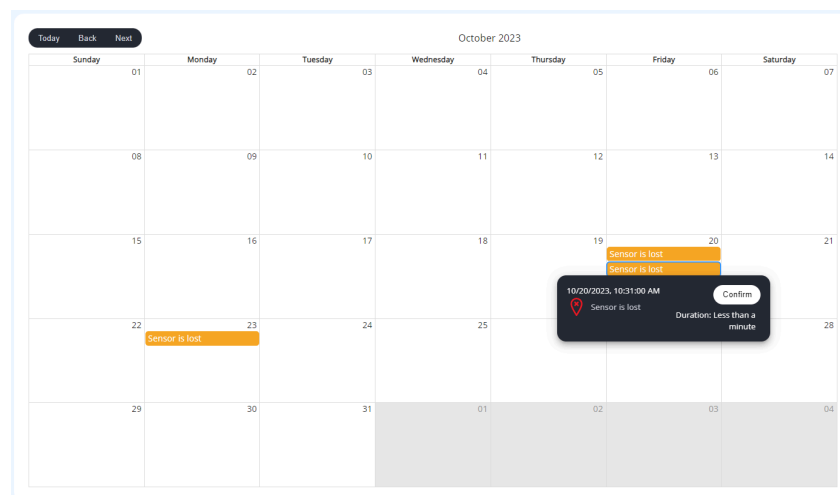 Today Back Next
October 2023
Sunday Monday Tuesday Wednesday Thursday Friday Saturday
01 02 03 04 05 06 07
08 09 10 11 12 13 14
15 16 17 18 19 20 21
Sensor is lost
Sensor is lost
10/20/2023, 10:31:00 AM
Confirm
Sensor is lost
Duration: Less than a
minute
22 23 24 25 28
Sensor is lost
29 30 31 01 02 03 04